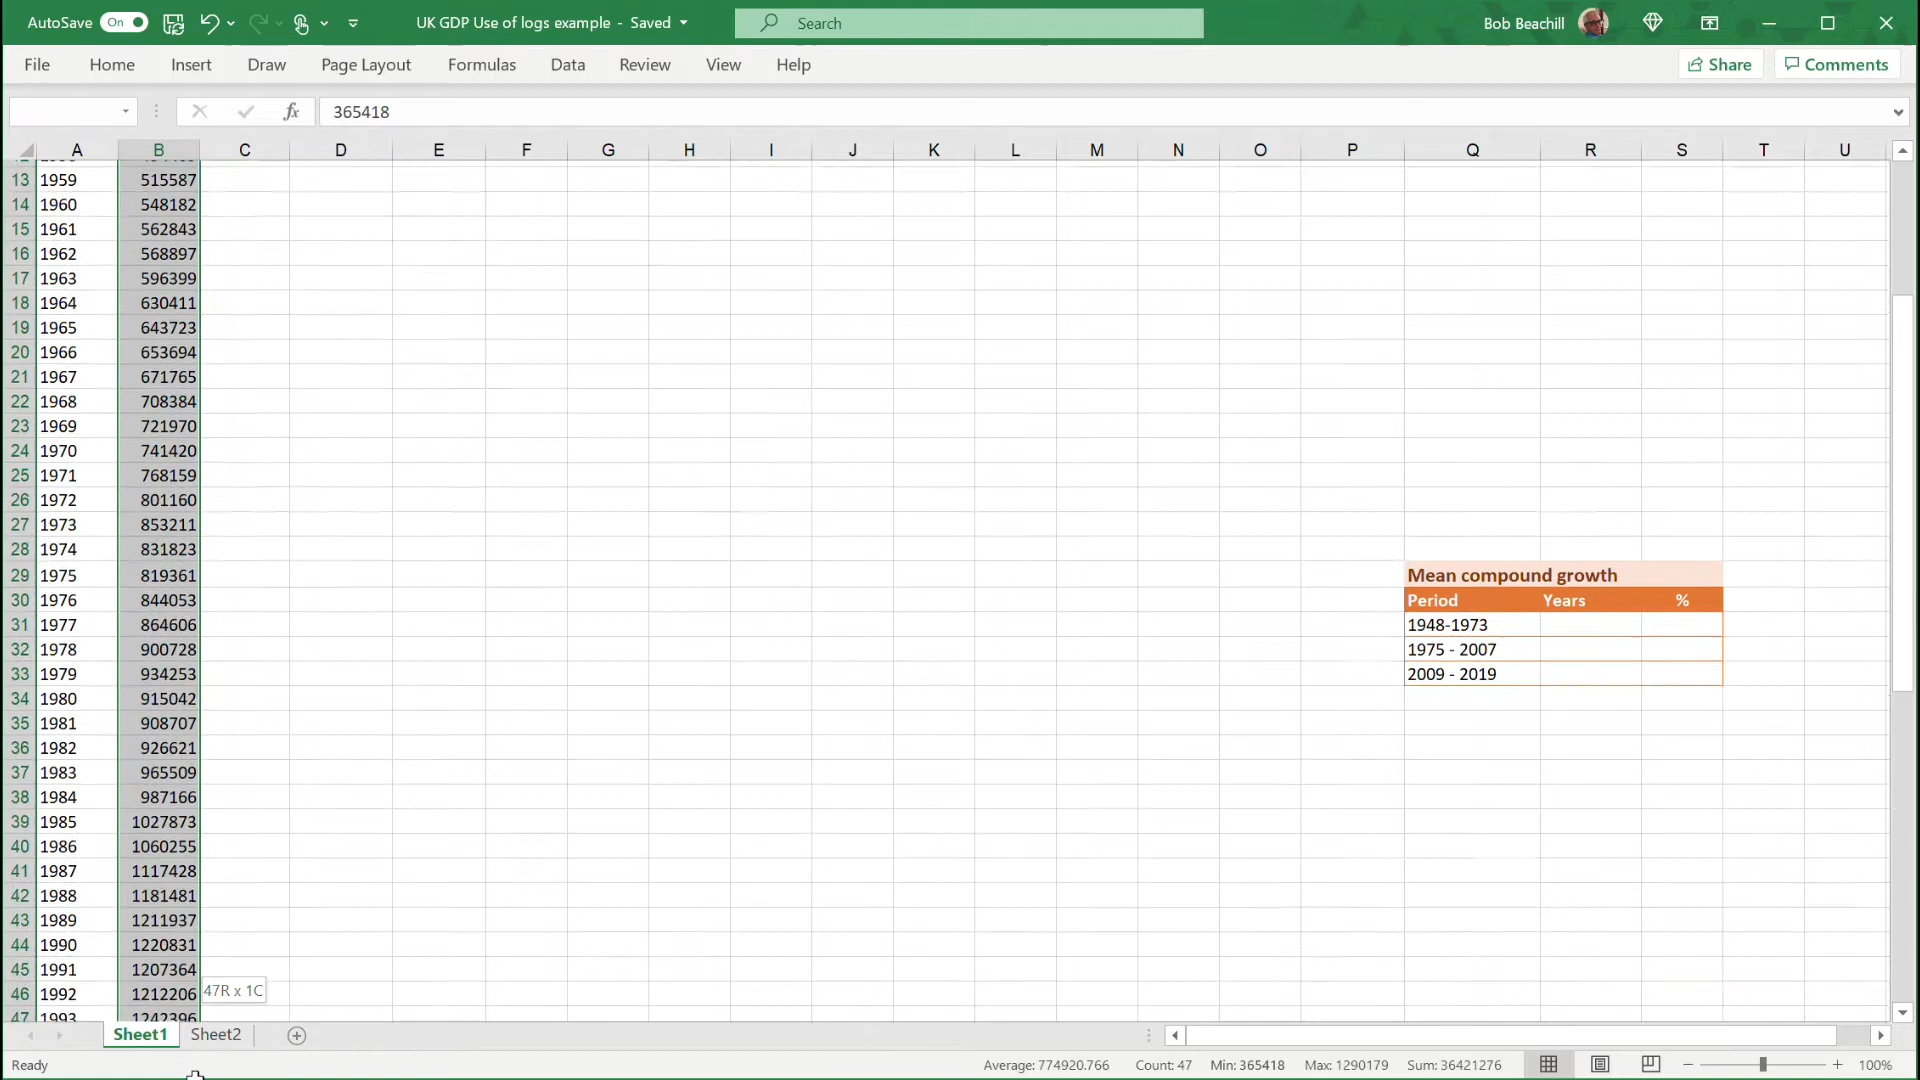 AutoSave On UK GDP Use of logs example - Saved Search Bob Beachill
File Home Insert Draw Page Layout Formulas Data Review View Help Share Comments
fx 365418
A B C D E F G H I J K L M N O P Q R S T U
13 1959 515587
14 1960 548182
15 1961 562843
16 1962 568897
17 1963 596399
18 1964 630411
19 1965 643723
20 1966 653694
21 1967 671765
22 1968 708384
23 1969 721970
24 1970 741420
25 1971 768159
26 1972 801160
27 1973 853211
28 1974 831823
29 1975 819361 Mean compound growth
30 1976 844053 Period Years %
31 1977 864606 1948-1973
32 1978 900728 1975 - 2007
33 1979 934253 2009 - 2019
34 1980 915042
35 1981 908707
36 1982 926621
37 1983 965509
38 1984 987166
39 1985 1027873
40 1986 1060255
41 1987 1117428
42 1988 1181481
43 1989 1211937
44 1990 1220831
45 1991 1207364
46 1992 1212206 47R x 1C
47 1993 1242396
Sheet1 Sheet2
Ready Average: 774920.766 Count: 47 Min: 365418 Max: 1290179 Sum: 36421276 100%